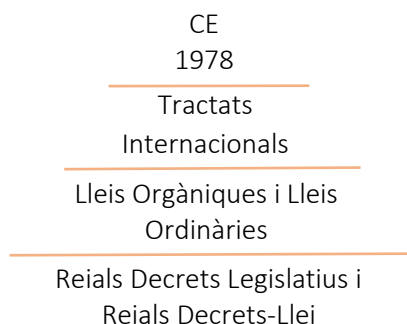 CE
1978
Tractats
Internacionals
Lleis Orgàniques i Lleis
Ordinàries
Reials Decrets Legislatius i
Reials Decrets-Llei